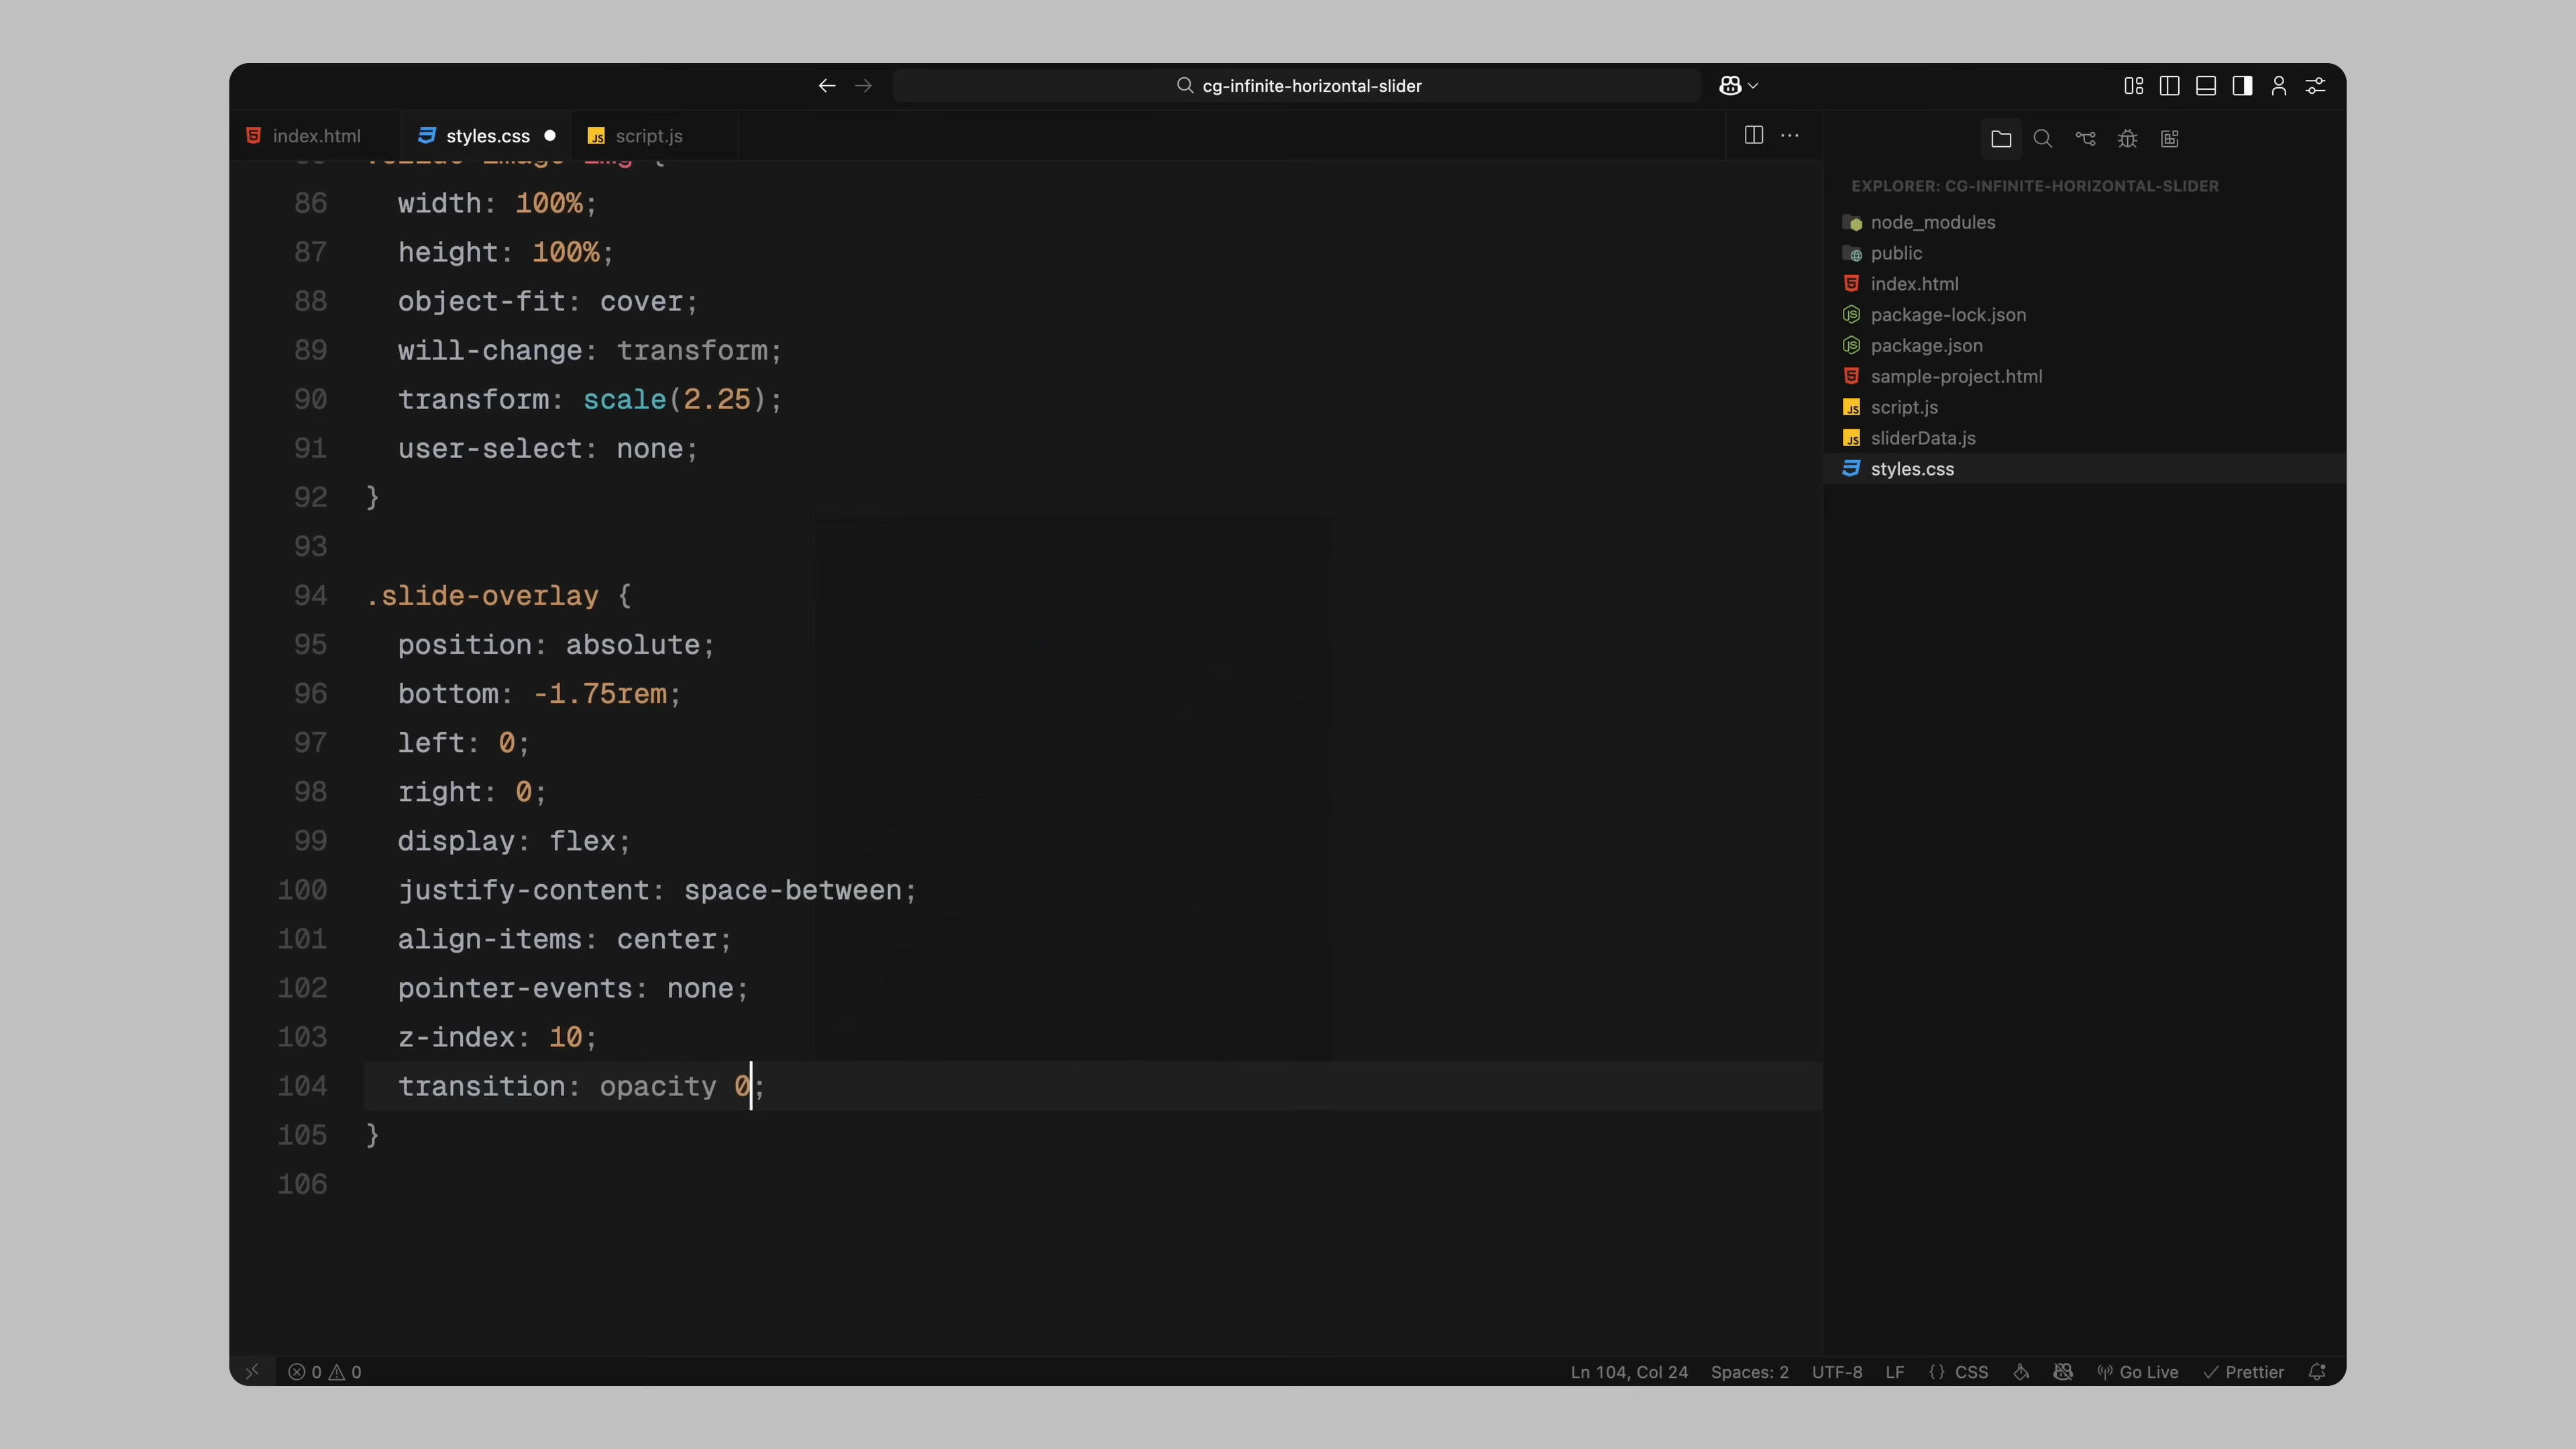 cg-infinite-horizontal-slider
index.html
styles.css
script.js
EXPLORER: CG-INFINITE-HORIZONTAL-SLIDER
node_modules
public
index.html
package-lock.json
package.json
sample-project.html
script.js
sliderData.js
styles.css
86 width: 100%;
87 height: 100%;
88 object-fit: cover;
89 will-change: transform;
90 transform: scale(2.25);
91 user-select: none;
92 }
93
94 .slide-overlay {
95 position: absolute;
96 bottom: -1.75rem;
97 left: 0;
98 right: 0;
99 display: flex;
100 justify-content: space-between;
101 align-items: center;
102 pointer-events: none;
103 z-index: 10;
104 transition: opacity 0;
105 }
106
0 0 Ln 104, Col 24 Spaces: 2 UTF-8 LF {} CSS Go Live Prettier